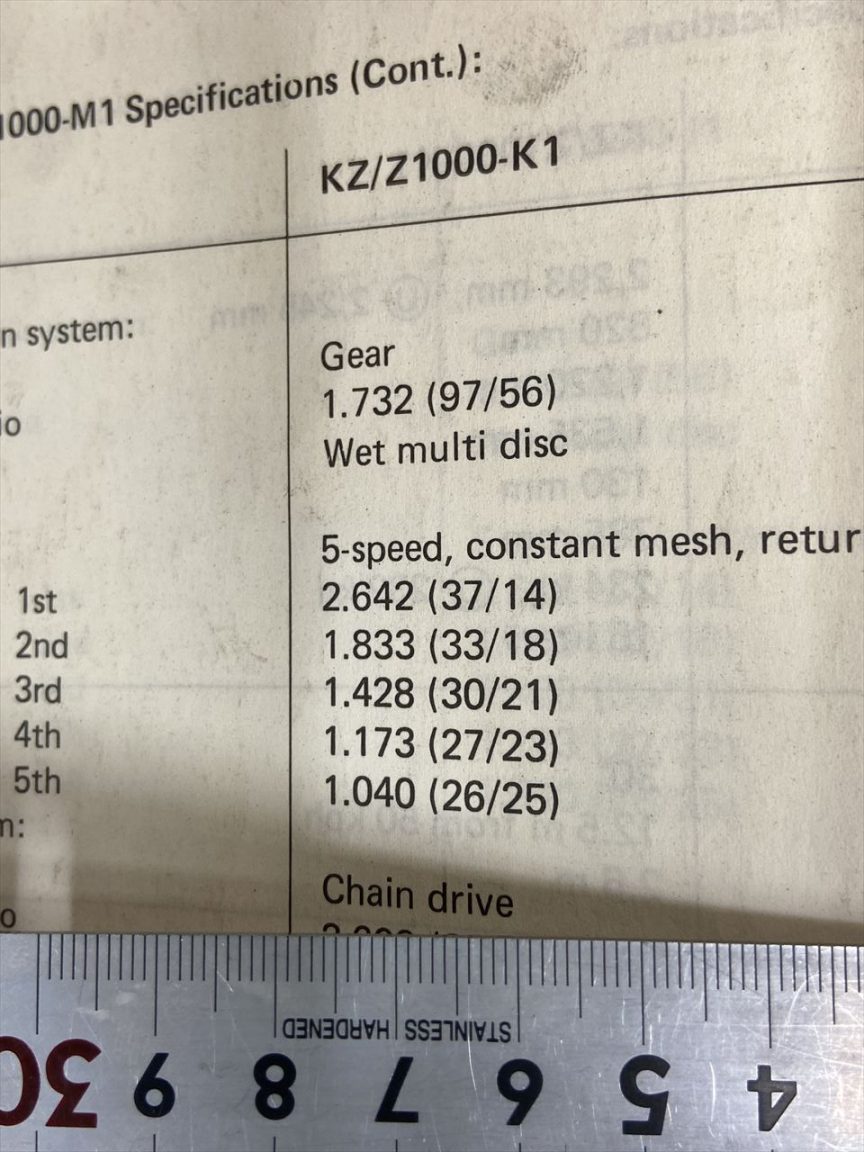 1000-M1 Specifications (Cont.):
KZ/Z1000-K1
n system:
Gear
io
1.732 (97/56)
Wet multi disc
5-speed, constant mesh, retur
1st 2.642 (37/14)
2nd 1.833 (33/18)
3rd 1.428 (30/21)
4th 1.173 (27/23)
5th 1.040 (26/25)
m:
Chain drive
o
STAINLESS HARDENED
30 9 8 7 6 5 4